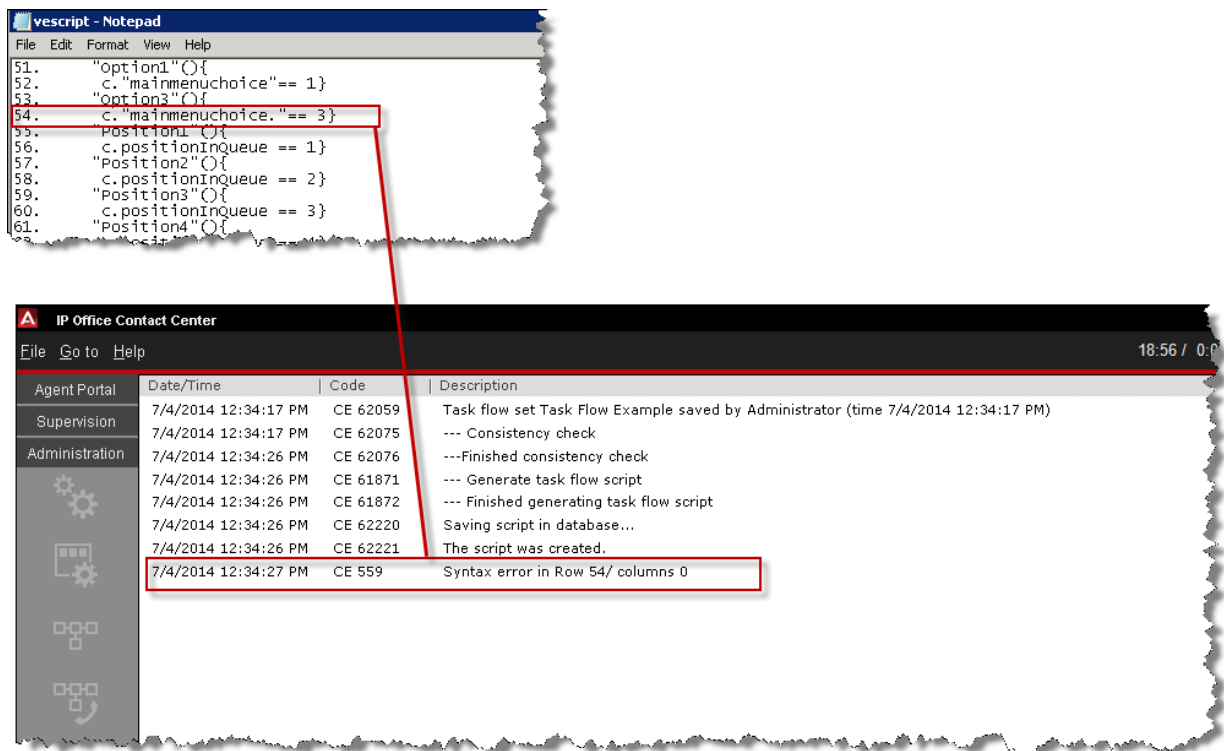 vescript - Notepad
File Edit Format View Help
51. "Option1"(){
52. c."mainmenuchoice"== 1}
53. "Option3"(){
54. c."mainmenuchoice."== 3}
55. "Position1"(){
56. c.positionInQueue == 1}
57. "Position2"(){
58. c.positionInQueue == 2}
59. "Position3"(){
60. c.positionInQueue == 3}
61. "Position4"(){
A IP Office Contact Center
File Go to Help 18:56 /
Agent Portal
Supervision
Administration
Date/Time Code Description
7/4/2014 12:34:17 PM CE 62059 Task flow set Task Flow Example saved by Administrator (time 7/4/2014 12:34:17 PM)
7/4/2014 12:34:17 PM CE 62075 --- Consistency check
7/4/2014 12:34:26 PM CE 62076 ---Finished consistency check
7/4/2014 12:34:26 PM CE 61871 --- Generate task flow script
7/4/2014 12:34:26 PM CE 61872 --- Finished generating task flow script
7/4/2014 12:34:26 PM CE 62220 Saving script in database...
7/4/2014 12:34:26 PM CE 62221 The script was created.
7/4/2014 12:34:27 PM CE 559 Syntax error in Row 54/ columns 0